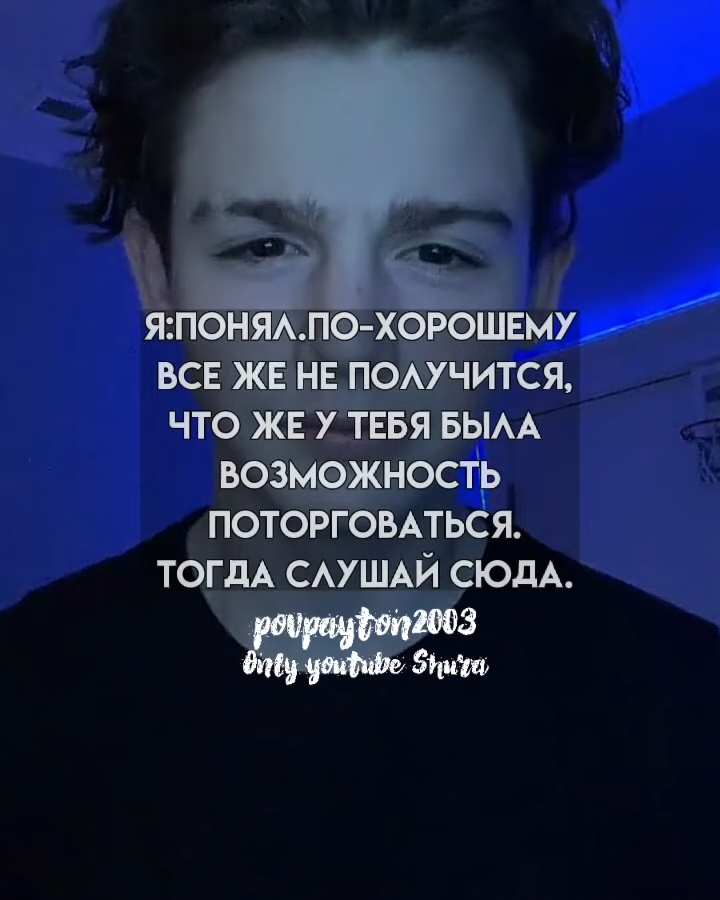 Я:ПОНЯЛ.ПО-ХОРОШЕМУ
ВСЕ ЖЕ НЕ ПОЛУЧИТСЯ,
ЧТО ЖЕ У ТЕБЯ БЫЛА
ВОЗМОЖНОСТЬ
ПОТОРГОВАТЬСЯ.
ТОГДА СЛУШАЙ СЮДА.
povpayton2003
Only youtube Shura